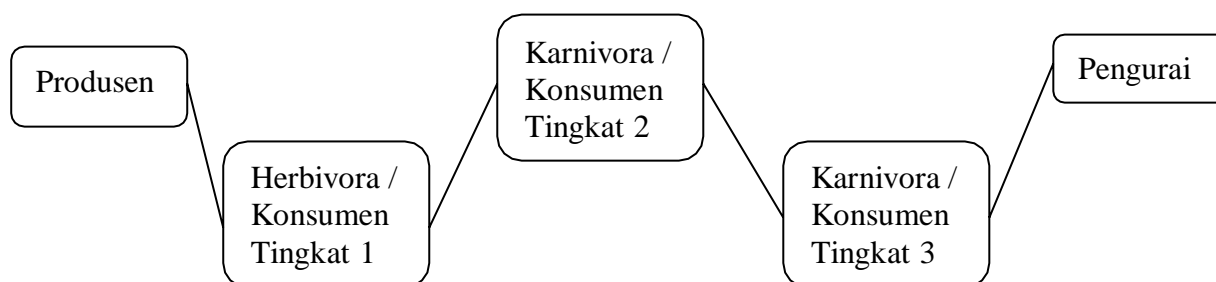 Produsen
Herbivora /
Konsumen
Tingkat 1
Karnivora /
Konsumen
Tingkat 2
Karnivora /
Konsumen
Tingkat 3
Pengurai